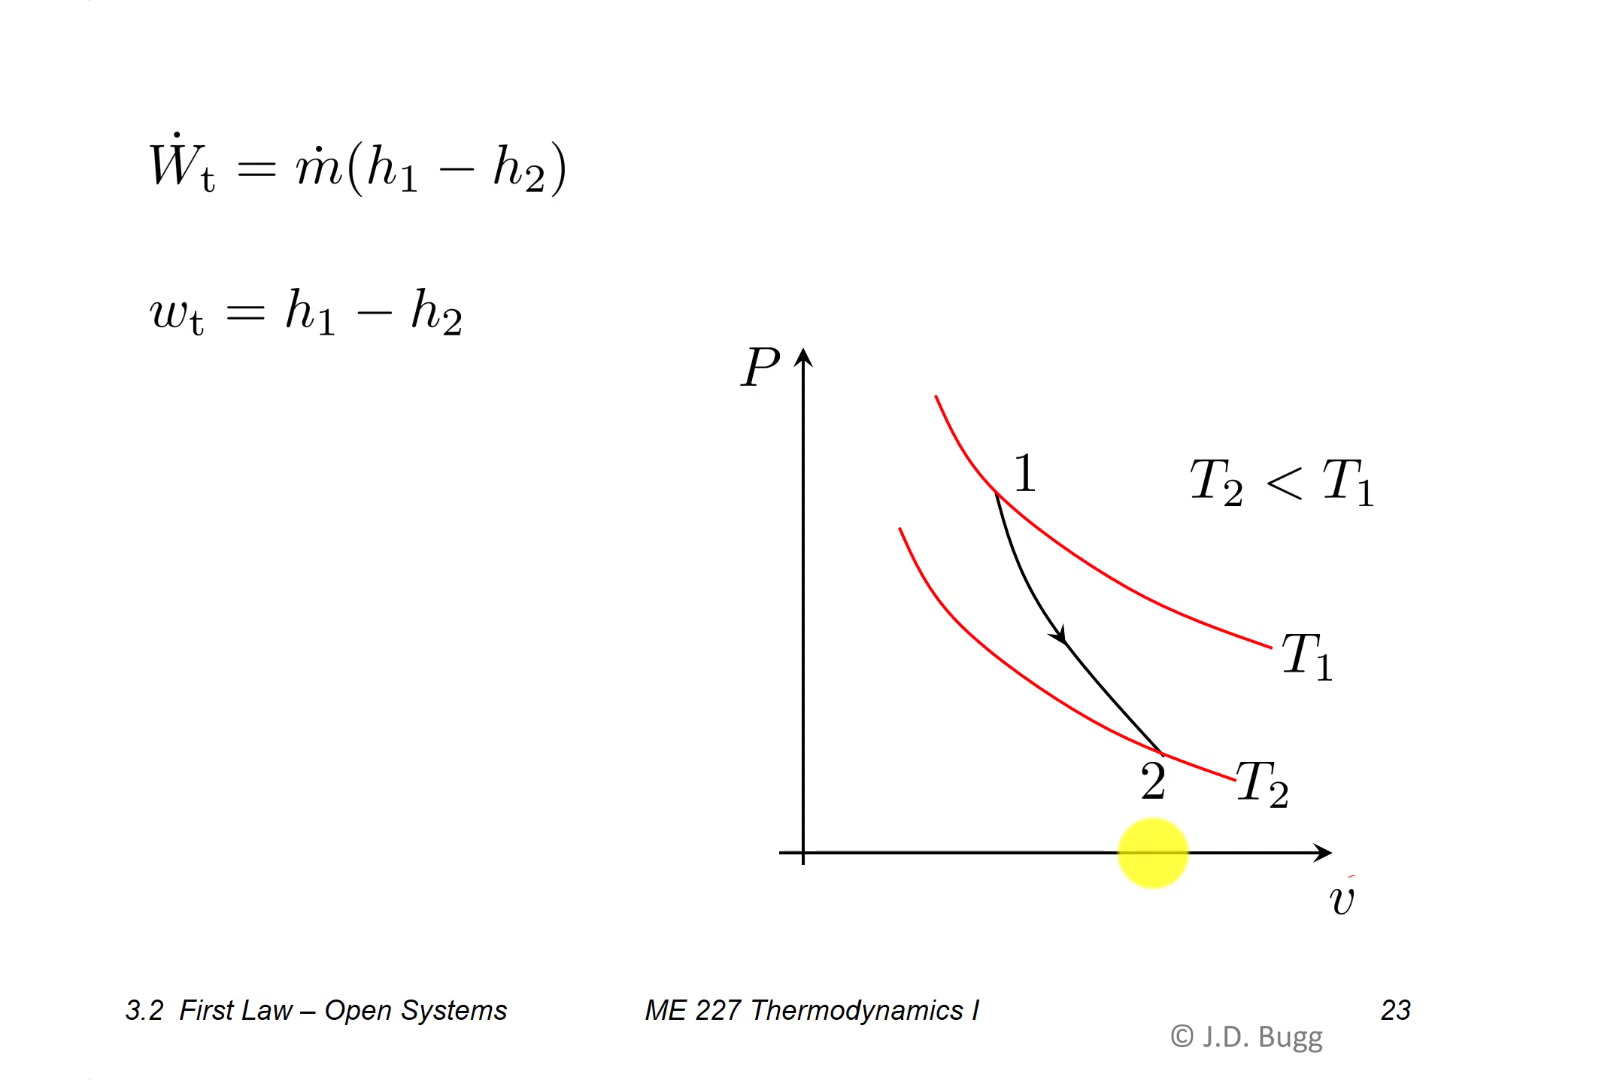 Ẇt = ṁ(h1 − h2)
wt = h1 − h2
P
1
T2 < T1
T1
2
T2
v
3.2 First Law – Open Systems
ME 227 Thermodynamics I
23
© J.D. Bugg